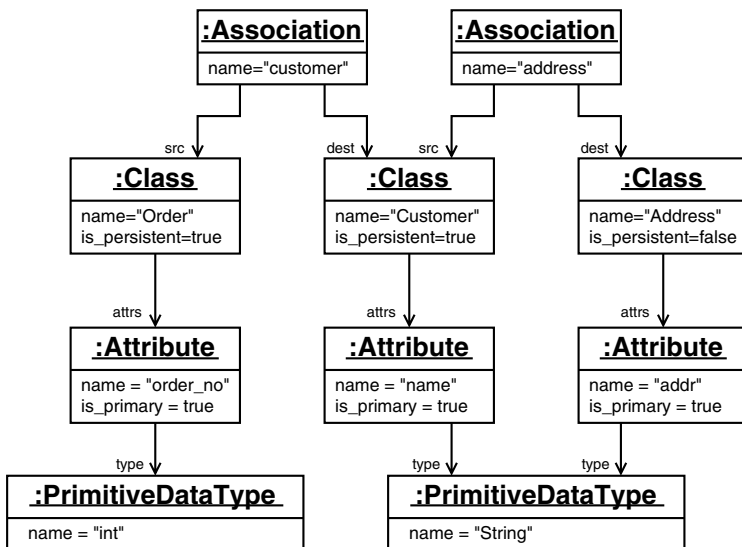 :Association
name="customer"
:Association
name="address"
src
dest
src
dest
:Class
name="Order"
is_persistent=true
:Class
name="Customer"
is_persistent=true
:Class
name="Address"
is_persistent=false
attrs
attrs
attrs
:Attribute
name = "order_no"
is_primary = true
:Attribute
name = "name"
is_primary = true
:Attribute
name = "addr"
is_primary = true
type
type
type
:PrimitiveDataType
name = "int"
:PrimitiveDataType
name = "String"